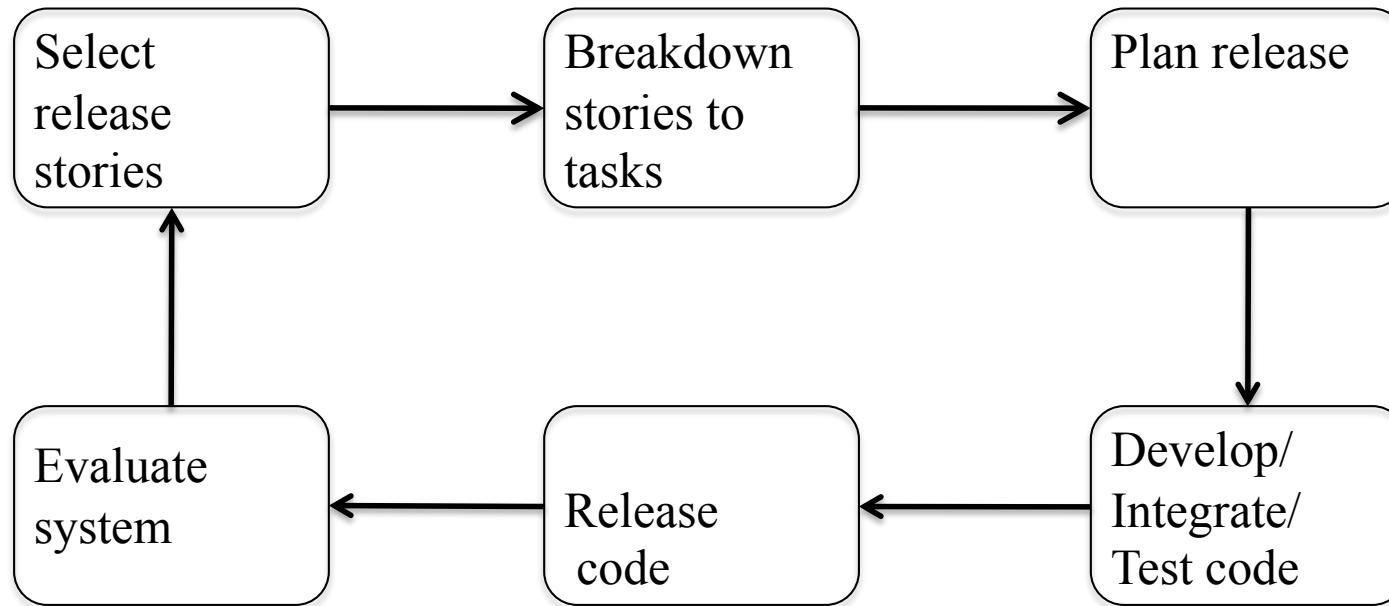 Select
release
stories
Breakdown
stories to
tasks
Plan release
Develop/
Integrate/
Test code
Release
code
Evaluate
system